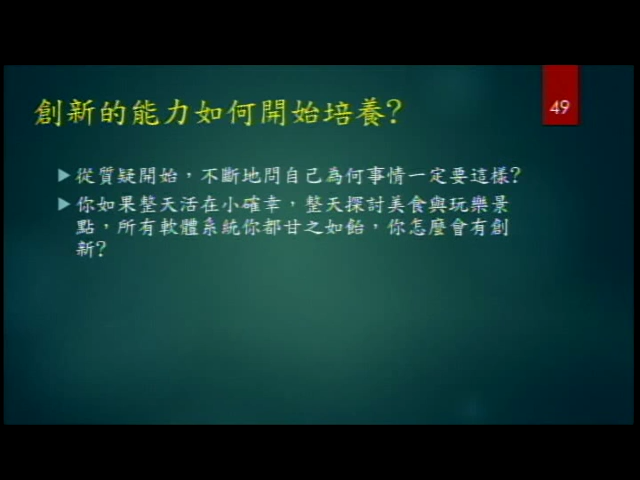 創新的能力如何開始培養?
49
從質疑開始，不斷地問自己為何事情一定要這樣?
你如果整天活在小確幸，整天探討美食與玩樂景
點，所有軟體系統你都甘之如飴，你怎麼會有創
新?